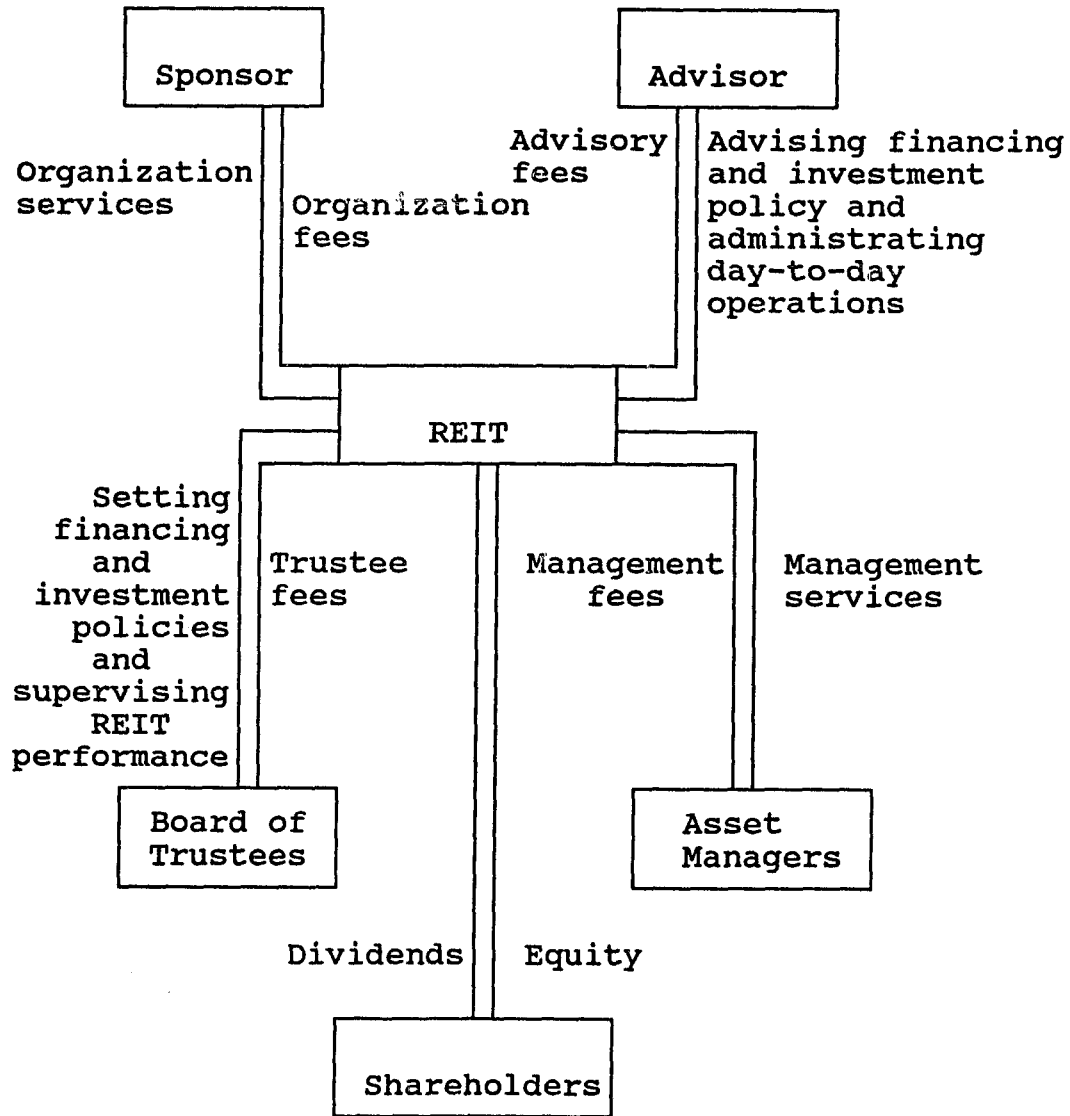 Sponsor
Advisor
Organization
services
Organization
fees
Advisory
fees
Advising financing
and investment
policy and
administrating
day-to-day
operations
REIT
Setting
financing
and
investment
policies
and
supervising
REIT
performance
Trustee
fees
Management
fees
Management
services
Board of
Trustees
Asset
Managers
Dividends
Equity
Shareholders